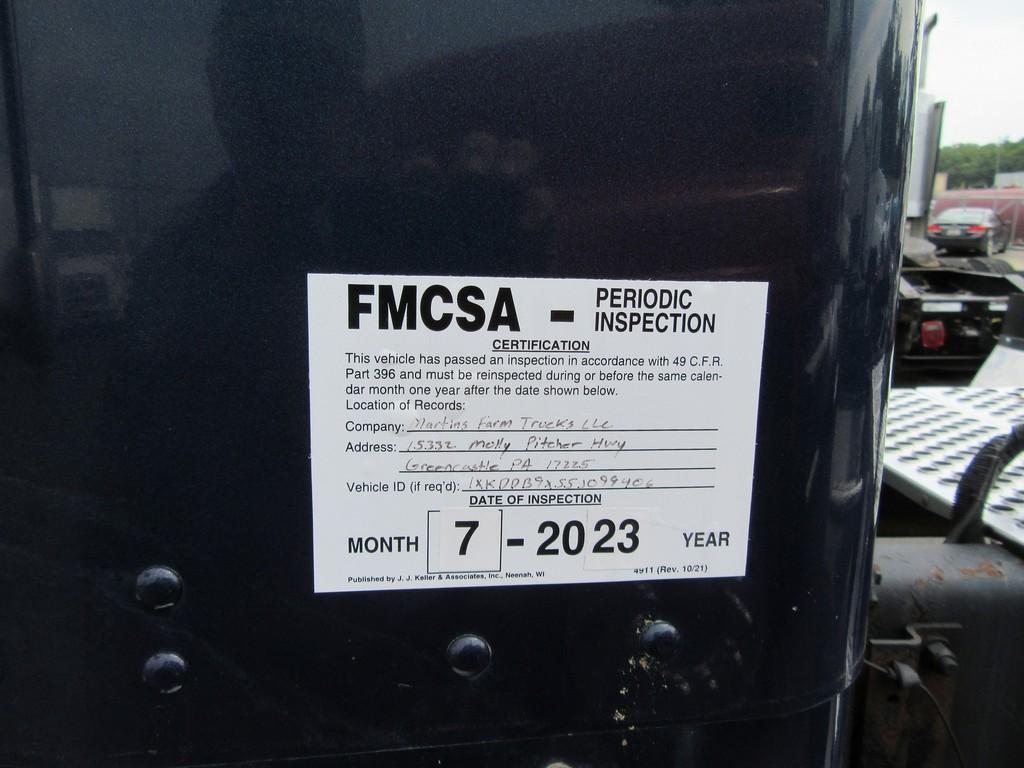 FMCSA - PERIODIC INSPECTION
CERTIFICATION
This vehicle has passed an inspection in accordance with 49 C.F.R.
Part 396 and must be reinspected during or before the same calen-
dar month one year after the date shown below.
Location of Records:
Company: Martins Farm Trucks LLC
Address: 15332 Molly Pitcher Hwy
Greencastle PA 17225
Vehicle ID (if req'd):
DATE OF INSPECTION
MONTH 7 - 20 23 YEAR
Published by J. J. Keller & Associates, Inc., Neenah, WI
4911 (Rev. 10/21)